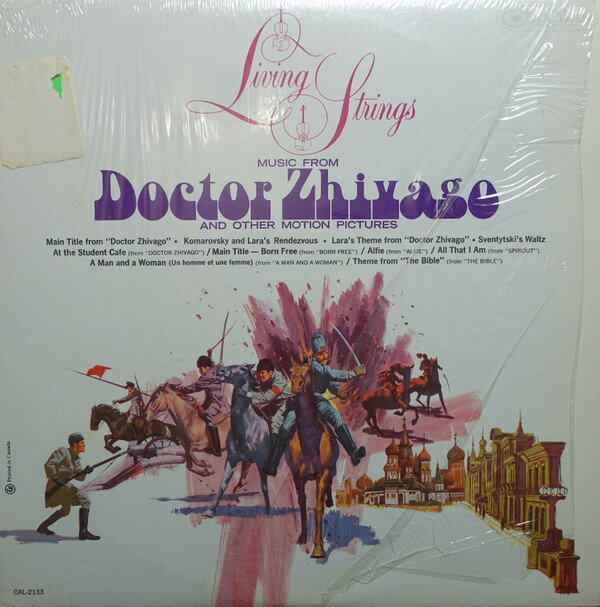 Living
Strings
MUSIC FROM
Doctor Zhivago
AND OTHER MOTION PICTURES
Main Title from "Doctor Zhivago" • Komarovsky and Lara's Rendezvous • Lara's Theme from "Doctor Zhivago" • Sventytski's Waltz
At the Student Cafe (from "DOCTOR ZHIVAGO") / Main Title — Born Free (from "BORN FREE") / Alfie (from "ALFIE") / All That I Am (from "SPINOUT")
A Man and a Woman (Un homme et une femme) (from "A MAN AND A WOMAN") / Theme from "The Bible" (from "THE BIBLE")
Printed in Canada
CAL-2133